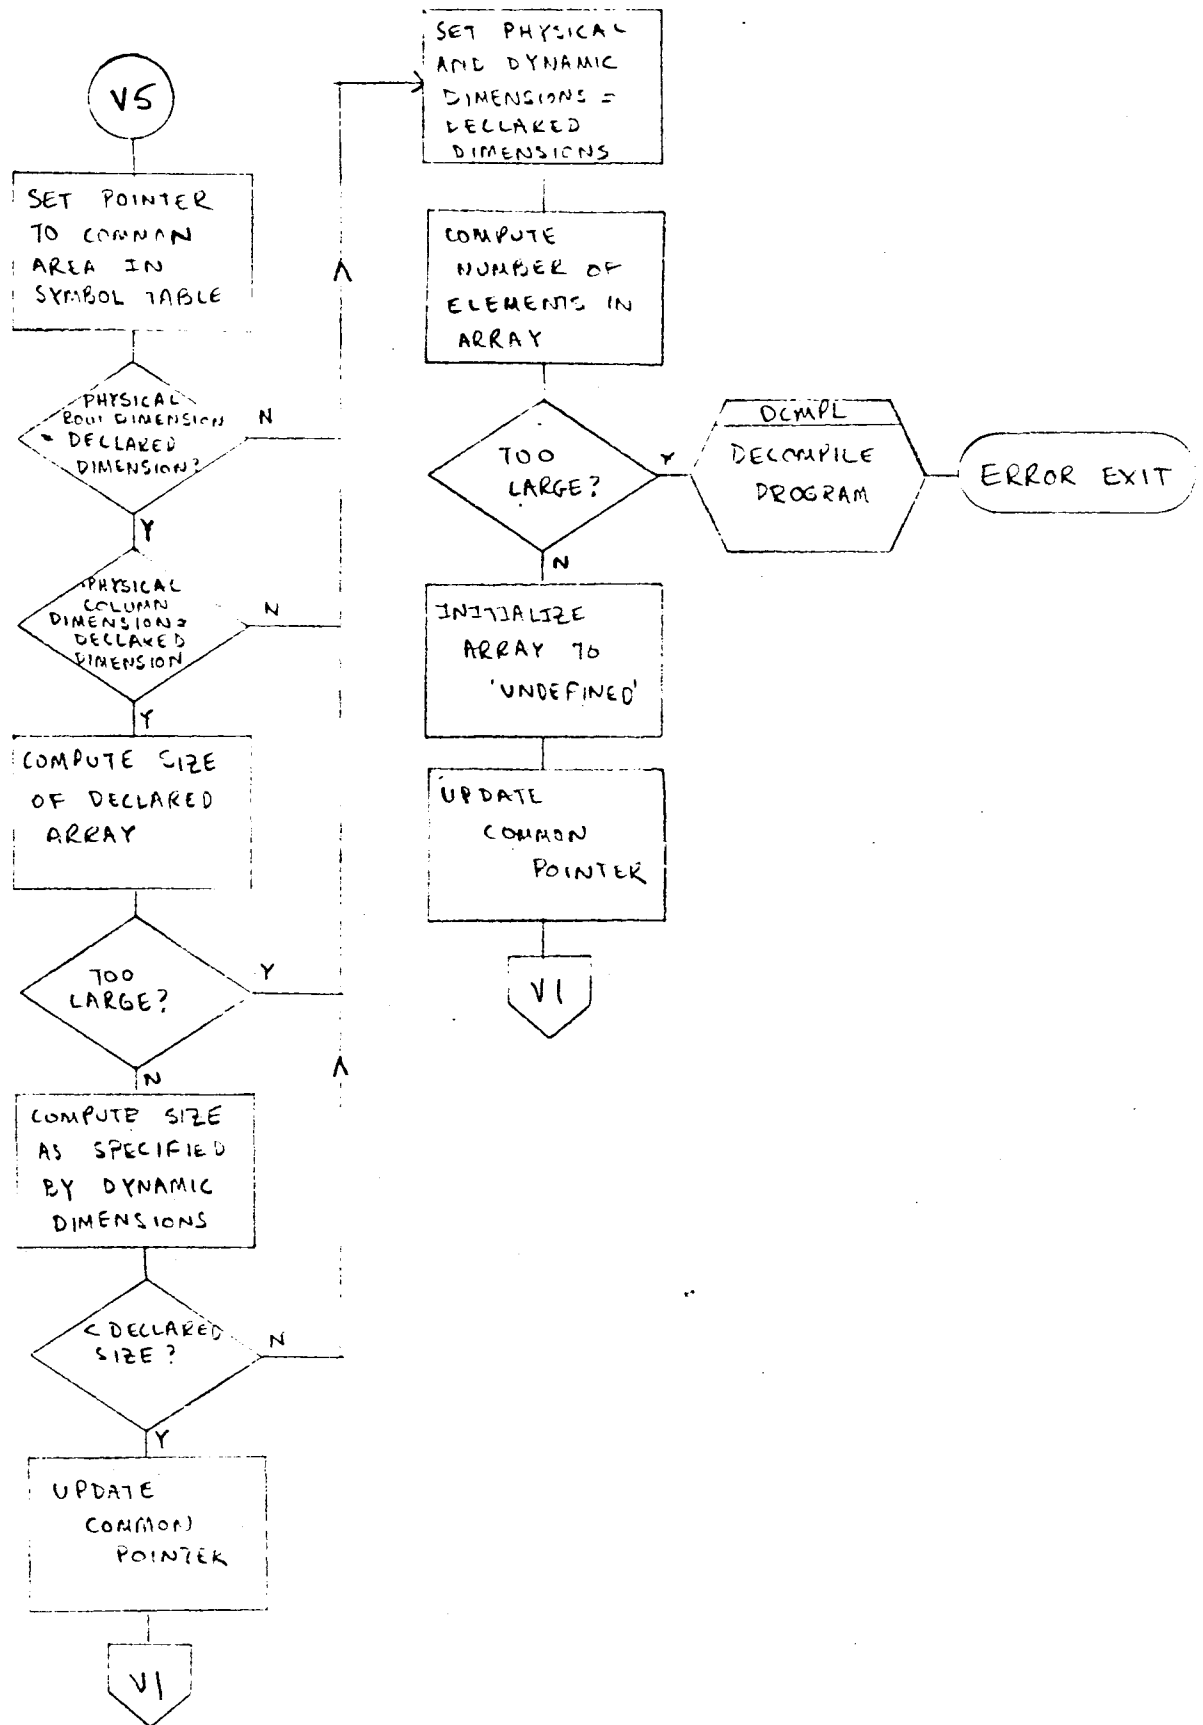 V5
SET POINTER
TO COMMON
AREA IN
SYMBOL TABLE
PHYSICAL
ROW DIMENSION
= DECLARED
DIMENSION?
N
Y
PHYSICAL
COLUMN
DIMENSION=
DECLARED
DIMENSION
N
Y
COMPUTE SIZE
OF DECLARED
ARRAY
TOO
LARGE?
Y
N
COMPUTE SIZE
AS SPECIFIED
BY DYNAMIC
DIMENSIONS
< DECLARED
SIZE?
N
Y
UPDATE
COMMON
POINTER
V1
SET PHYSICAL
AND DYNAMIC
DIMENSIONS =
DECLARED
DIMENSIONS
COMPUTE
NUMBER OF
ELEMENTS IN
ARRAY
TOO
LARGE?
Y
N
DCMPL
DECOMPILE
PROGRAM
ERROR EXIT
INITIALIZE
ARRAY TO
'UNDEFINED'
UPDATE
COMMON
POINTER
V1